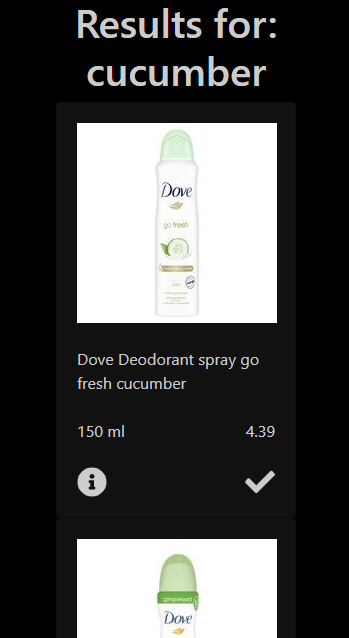 Results for:
cucumber
Dove
go fresh
Dove Deodorant spray go
fresh cucumber
150 ml
4.39
compressed
Dove